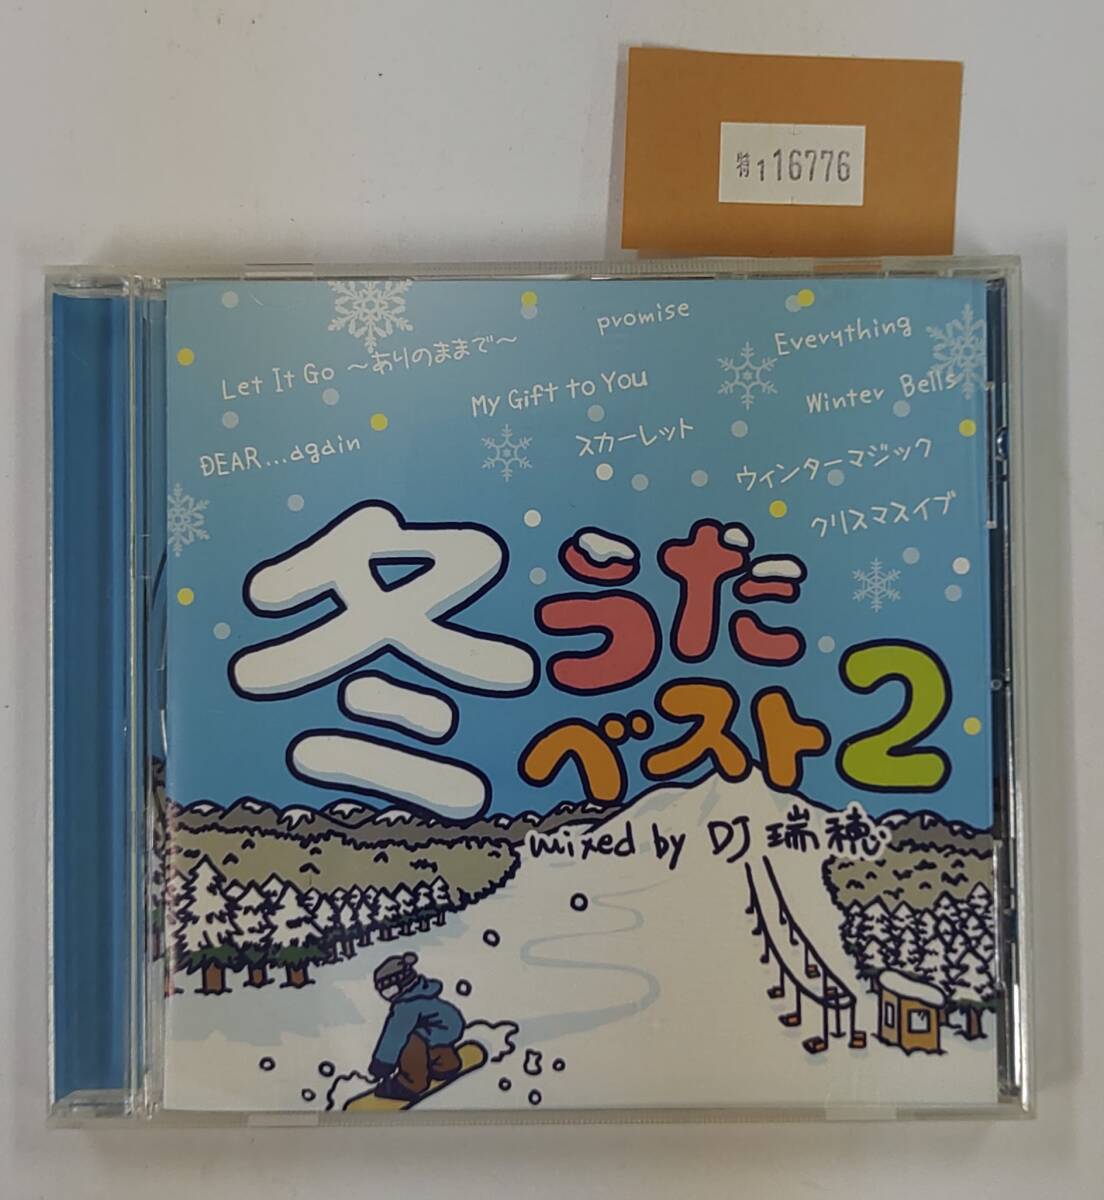 特1 16776
promise
Everything
Let It Go 〜ありのままで〜
My Gift to You
Winter Bells
DEAR...again
スカーレット
ウィンターマジック
クリスマスイブ
冬うた
ベスト2
mixed by DJ 瑞穂